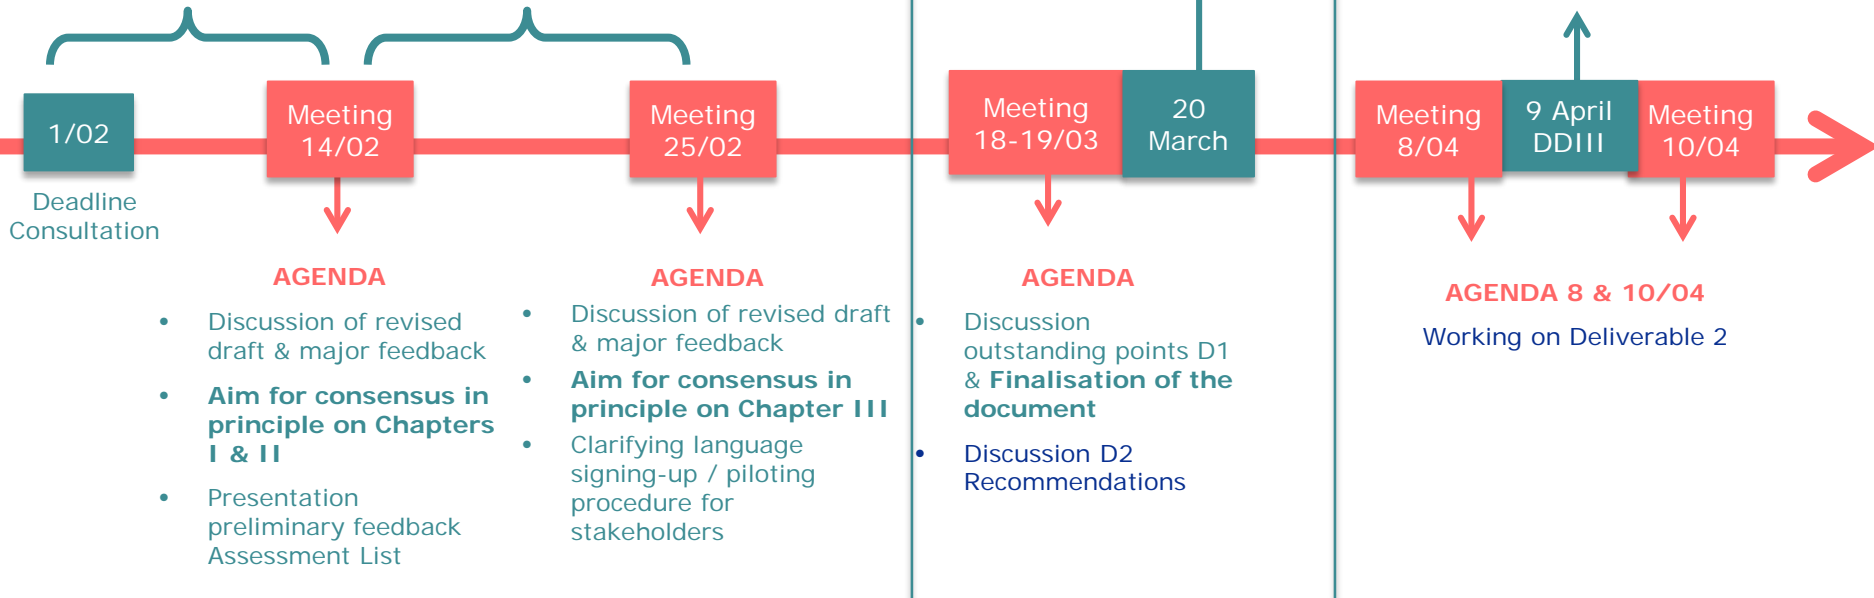 1/02
Deadline
Consultation
Meeting
14/02
AGENDA
• Discussion of revised
draft & major feedback
• Aim for consensus in
principle on Chapters
I & II
• Presentation
preliminary feedback
Assessment List
Meeting
25/02
AGENDA
• Discussion of revised draft
& major feedback
• Aim for consensus in
principle on Chapter III
• Clarifying language
signing-up / piloting
procedure for
stakeholders
Meeting
18-19/03
20
March
AGENDA
• Discussion
outstanding points D1
& Finalisation of the
document
• Discussion D2
Recommendations
Meeting
8/04
9 April
DDIII
Meeting
10/04
AGENDA 8 & 10/04
Working on Deliverable 2